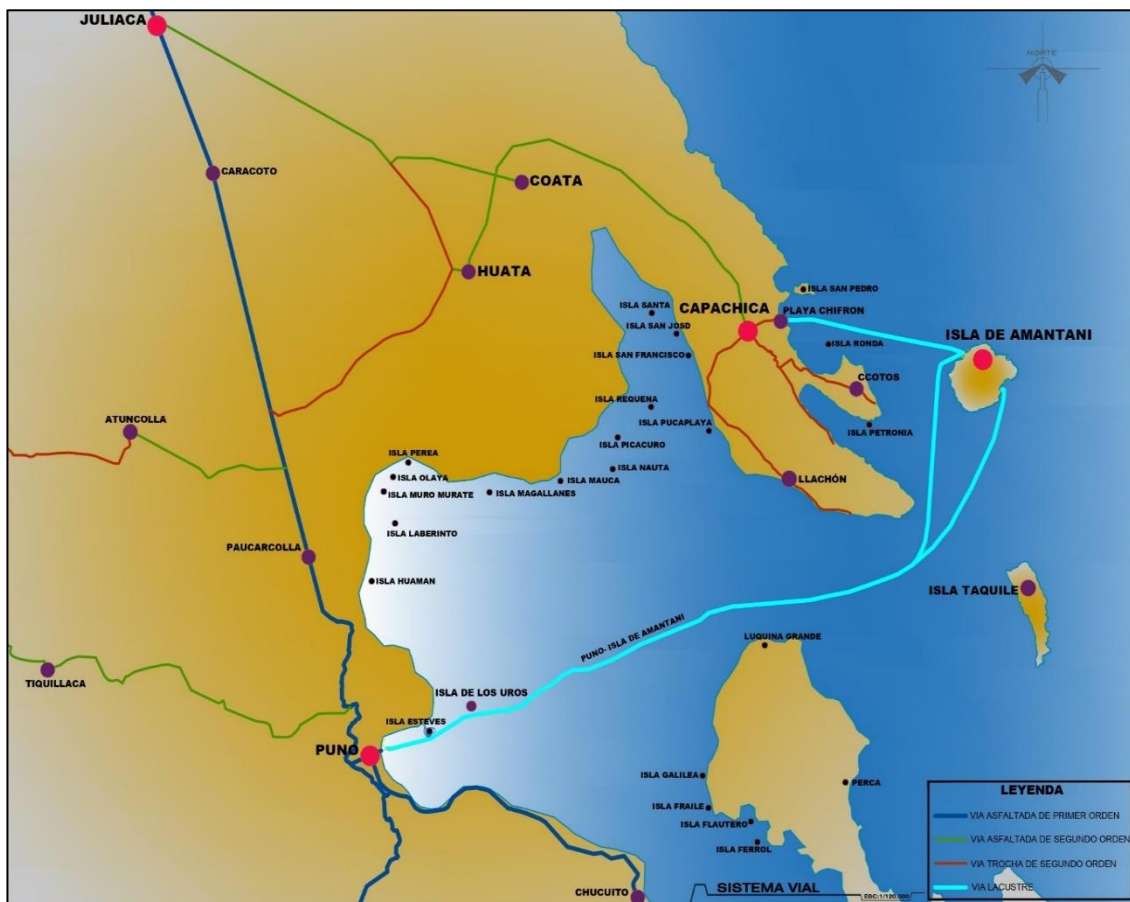 JULIACA
NORTE
CARACOTO
COATA
HUATA
ISLA SAN PEDRO
ISLA SANTA
CAPACHICA
PLAYA CHIFRON
ISLA SAN JOSD
ISLA DE AMANTANI
ISLA RONDA
ISLA SAN FRANCISCO
CCOTOS
ISLA REQUENA
ATUNCOLLA
ISLA PUCAPLAYA
ISLA PETRONIA
ISLA PICACURO
ISLA PEREA
ISLA NAUTA
ISLA OLAYA
ISLA MAUCA
LLACHÓN
ISLA MURO MURATE
ISLA MAGALLANES
ISLA LABERINTO
PAUCARCOLLA
ISLA HUAMAN
ISLA TAQUILE
PUNO- ISLA DE AMANTANI
LUQUINA GRANDE
TIQUILLACA
ISLA DE LOS UROS
ISLA ESTEVES
PUNO
ISLA GALILEA
PERCA
LEYENDA
ISLA FRAILE
VIA ASFALTADA DE PRIMER ORDEN
ISLA FLAUTERO
VIA ASFALTADA DE SEGUNDO ORDEN
ISLA FERROL
VIA TROCHA DE SEGUNDO ORDEN
CHUCUITO
SISTEMA VIAL
VIA LACUSTRE